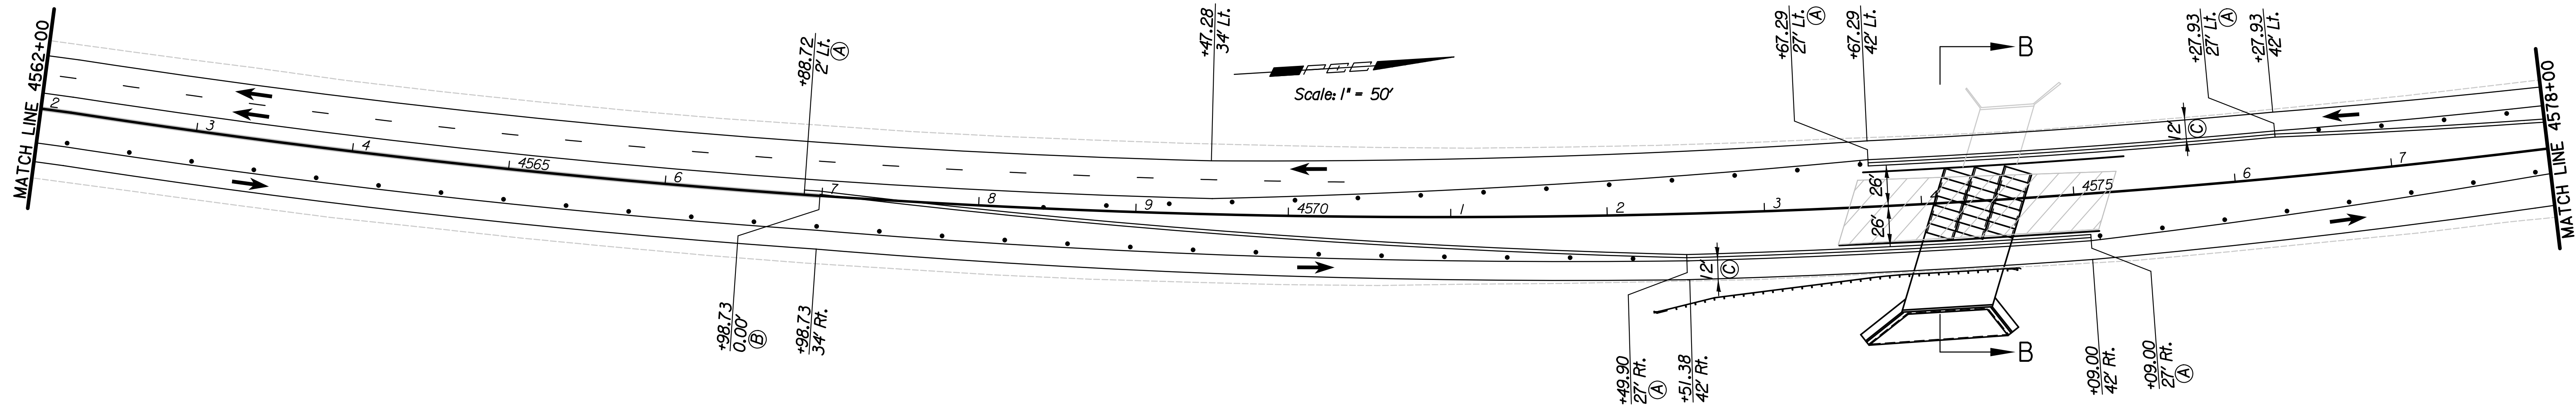 MATCH LINE 4562+00
2
3
4
4565
6
7
8
9
4570
1
2
3
4
4575
6
7
+88.72
2' Lt.
A
+47.28
34' Lt.
Scale: 1" = 50'
+67.29
27' Lt.
A
+67.29
42' Lt.
B
+27.93
27' Lt.
A
+27.93
42' Lt.
12'
C
26'
26'
12'
C
+98.73
0.00'
B
+98.73
34' Rt.
+49.90
27' Rt.
A
+51.38
42' Rt.
B
+09.00
42' Rt.
+09.00
27' Rt.
A
MATCH LINE 4578+00